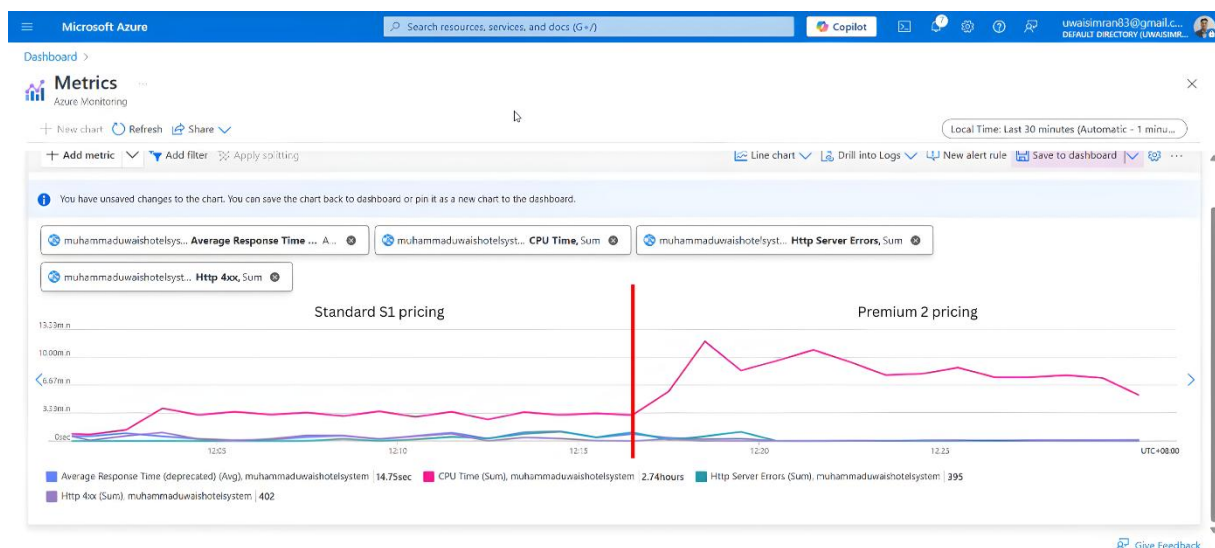 Microsoft Azure
Search resources, services, and docs (G+/)
Copilot
7
uwaisimran83@gmail.c...
DEFAULT DIRECTORY (UWAISIMR...
Dashboard >
Metrics ...
Azure Monitoring
+ New chart Refresh Share
Local Time: Last 30 minutes (Automatic - 1 minu...
+ Add metric Add filter Apply splitting Line chart Drill into Logs New alert rule Save to dashboard ...
You have unsaved changes to the chart. You can save the chart back to dashboard or pin it as a new chart to the dashboard.
muhammaduwaishotelsys... Average Response Time ... A...
muhammaduwaishotelsyst... CPU Time, Sum
muhammaduwaishotelsyst... Http Server Errors, Sum
muhammaduwaishotelsyst... Http 4xx, Sum
Standard S1 pricing
Premium 2 pricing
10.00m n
6.67m n
0sec
12:05 12:10 12:15 12:20 12:25 UTC+08:00
Average Response Time (deprecated) (Avg), muhammaduwaishotelsystem | 14.75sec
CPU Time (Sum), muhammaduwaishotelsystem | 2.74hours
Http Server Errors (Sum), muhammaduwaishotelsystem | 395
Http 4xx (Sum), muhammaduwaishotelsystem | 402
Give Feedback